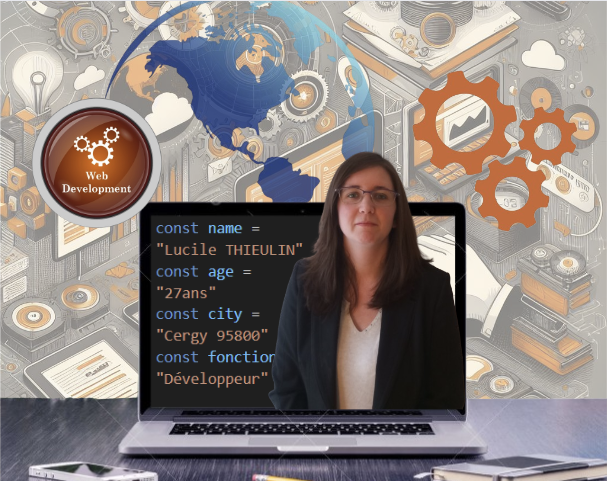 Web
Development
const name =
"Lucile THIEULIN"
const age =
"27ans"
const city =
"Cergy 95800"
const fonction
"Développeur"